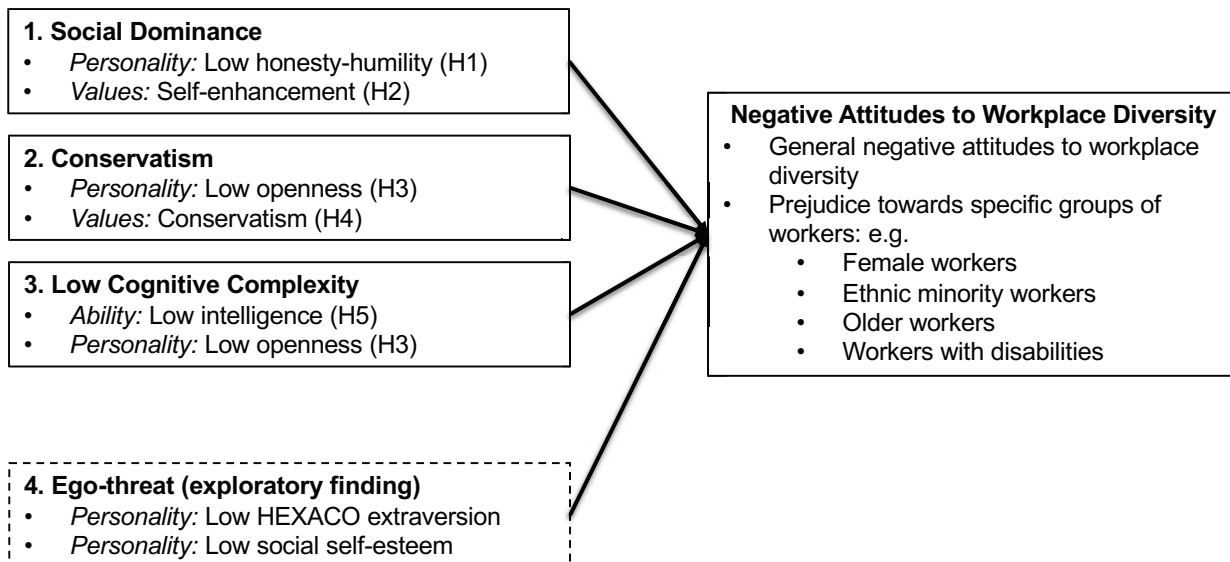 1. Social Dominance
• Personality: Low honesty-humility (H1)
• Values: Self-enhancement (H2)
2. Conservatism
• Personality: Low openness (H3)
• Values: Conservatism (H4)
3. Low Cognitive Complexity
• Ability: Low intelligence (H5)
• Personality: Low openness (H3)
4. Ego-threat (exploratory finding)
• Personality: Low HEXACO extraversion
• Personality: Low social self-esteem
Negative Attitudes to Workplace Diversity
• General negative attitudes to workplace
diversity
• Prejudice towards specific groups of
workers: e.g.
• Female workers
• Ethnic minority workers
• Older workers
• Workers with disabilities